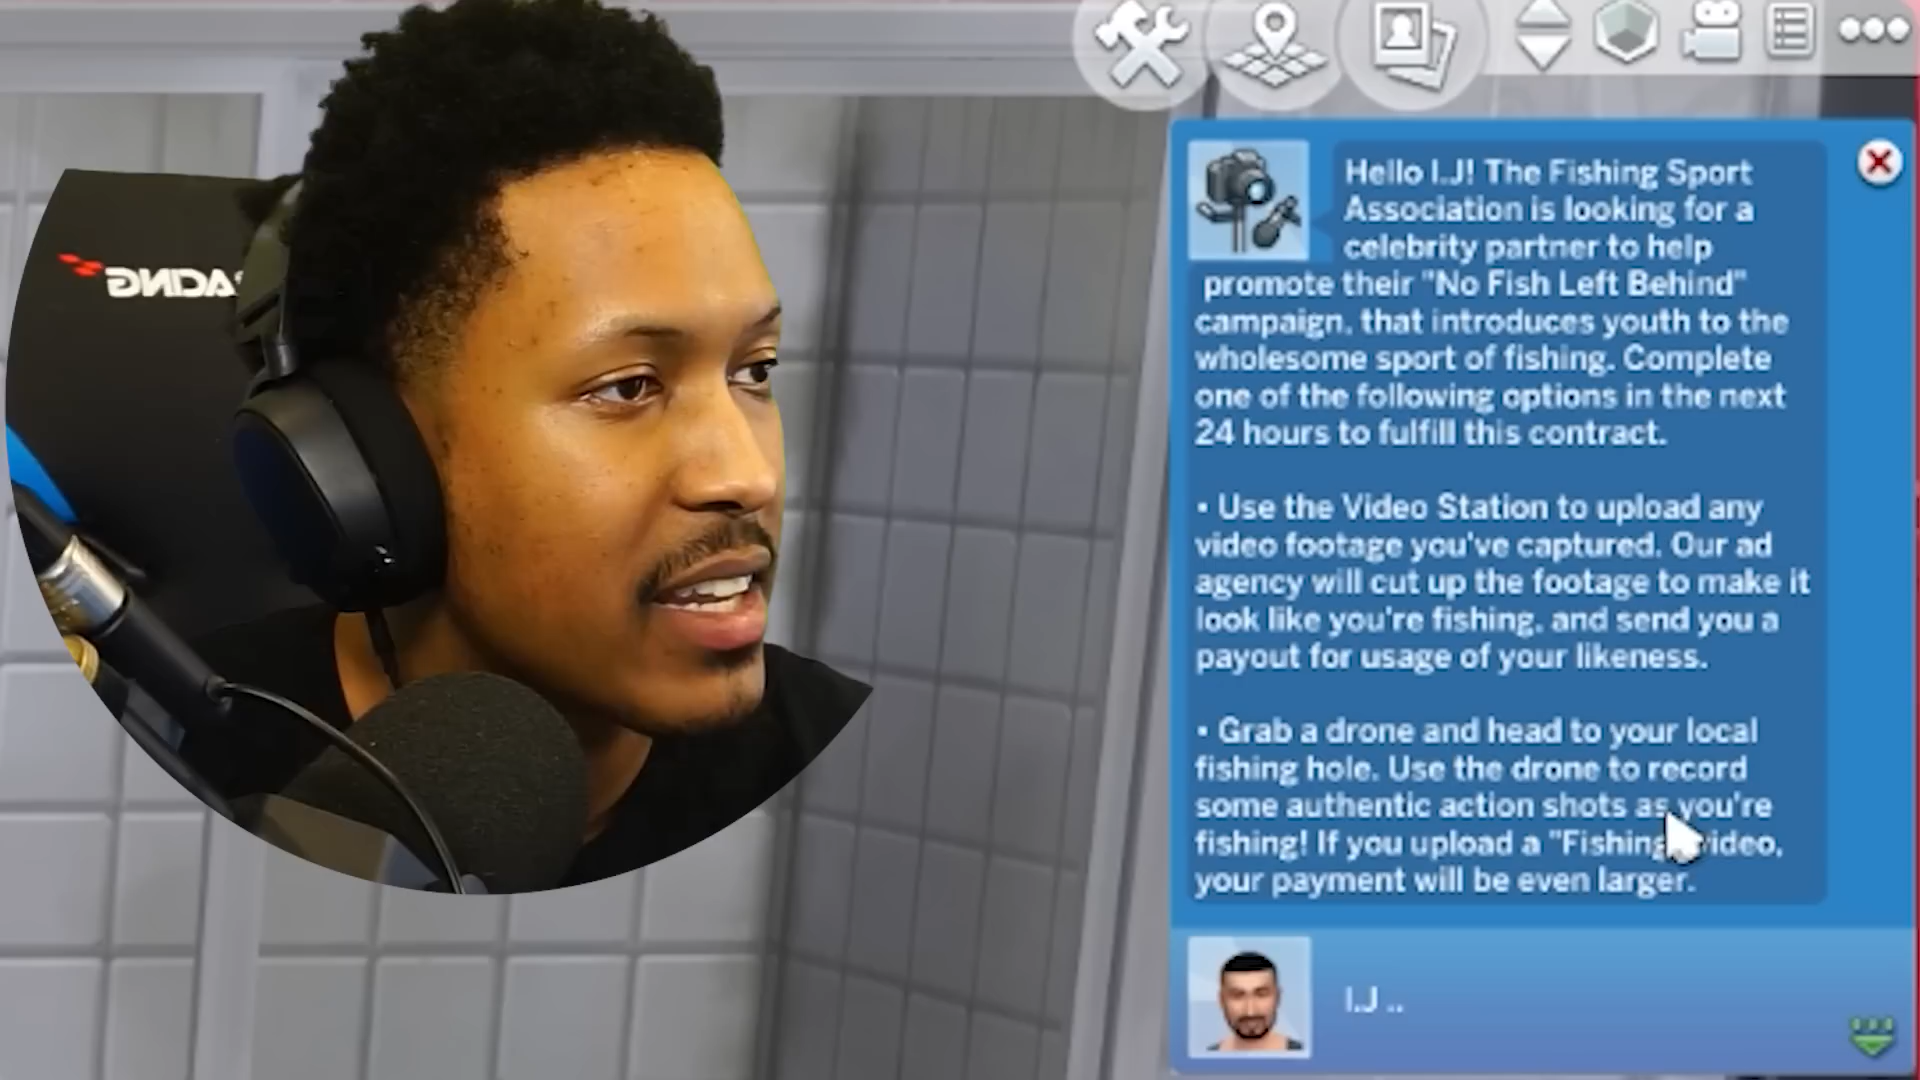 Hello I.J! The Fishing Sport
Association is looking for a
celebrity partner to help
promote their "No Fish Left Behind"
campaign, that introduces youth to the
wholesome sport of fishing. Complete
one of the following options in the next
24 hours to fulfill this contract.
• Use the Video Station to upload any
video footage you've captured. Our ad
agency will cut up the footage to make it
look like you're fishing, and send you a
payout for usage of your likeness.
• Grab a drone and head to your local
fishing hole. Use the drone to record
some authentic action shots as you're
fishing! If you upload a "Fishing" video,
your payment will be even larger.
I.J ..